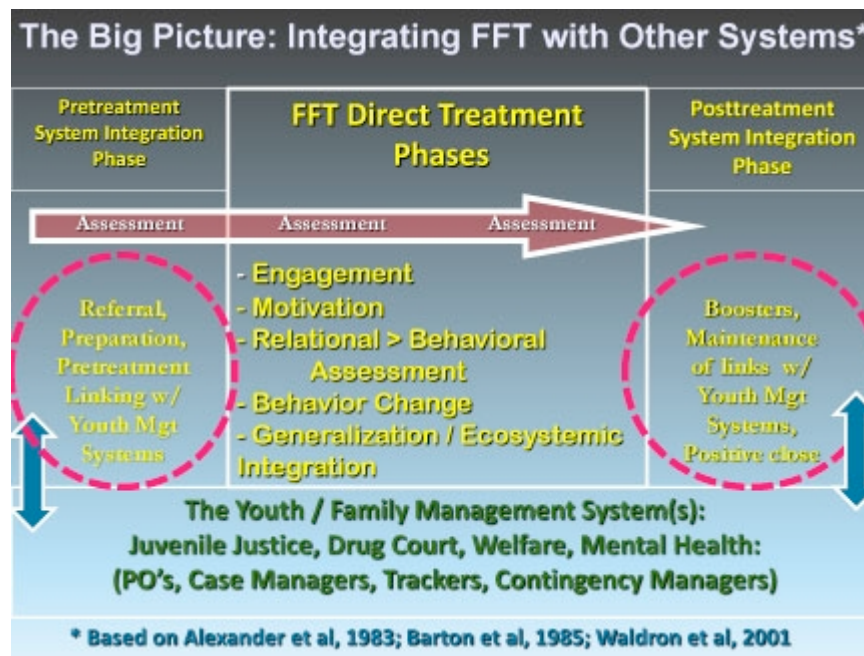 The Big Picture: Integrating FFT with Other Systems*
Pretreatment
System Integration
Phase
FFT Direct Treatment
Phases
Posttreatment
System Integration
Phase
Assessment Assessment Assessment
Referral,
Preparation,
Pretreatment
Linking w/
Youth Mgt
Systems
- Engagement
- Motivation
- Relational > Behavioral
Assessment
- Behavior Change
- Generalization / Ecosystemic
Integration
Boosters,
Maintenance
of links w/
Youth Mgt
Systems,
Positive close
The Youth / Family Management System(s):
Juvenile Justice, Drug Court, Welfare, Mental Health:
(PO's, Case Managers, Trackers, Contingency Managers)
* Based on Alexander et al, 1983; Barton et al, 1985; Waldron et al, 2001